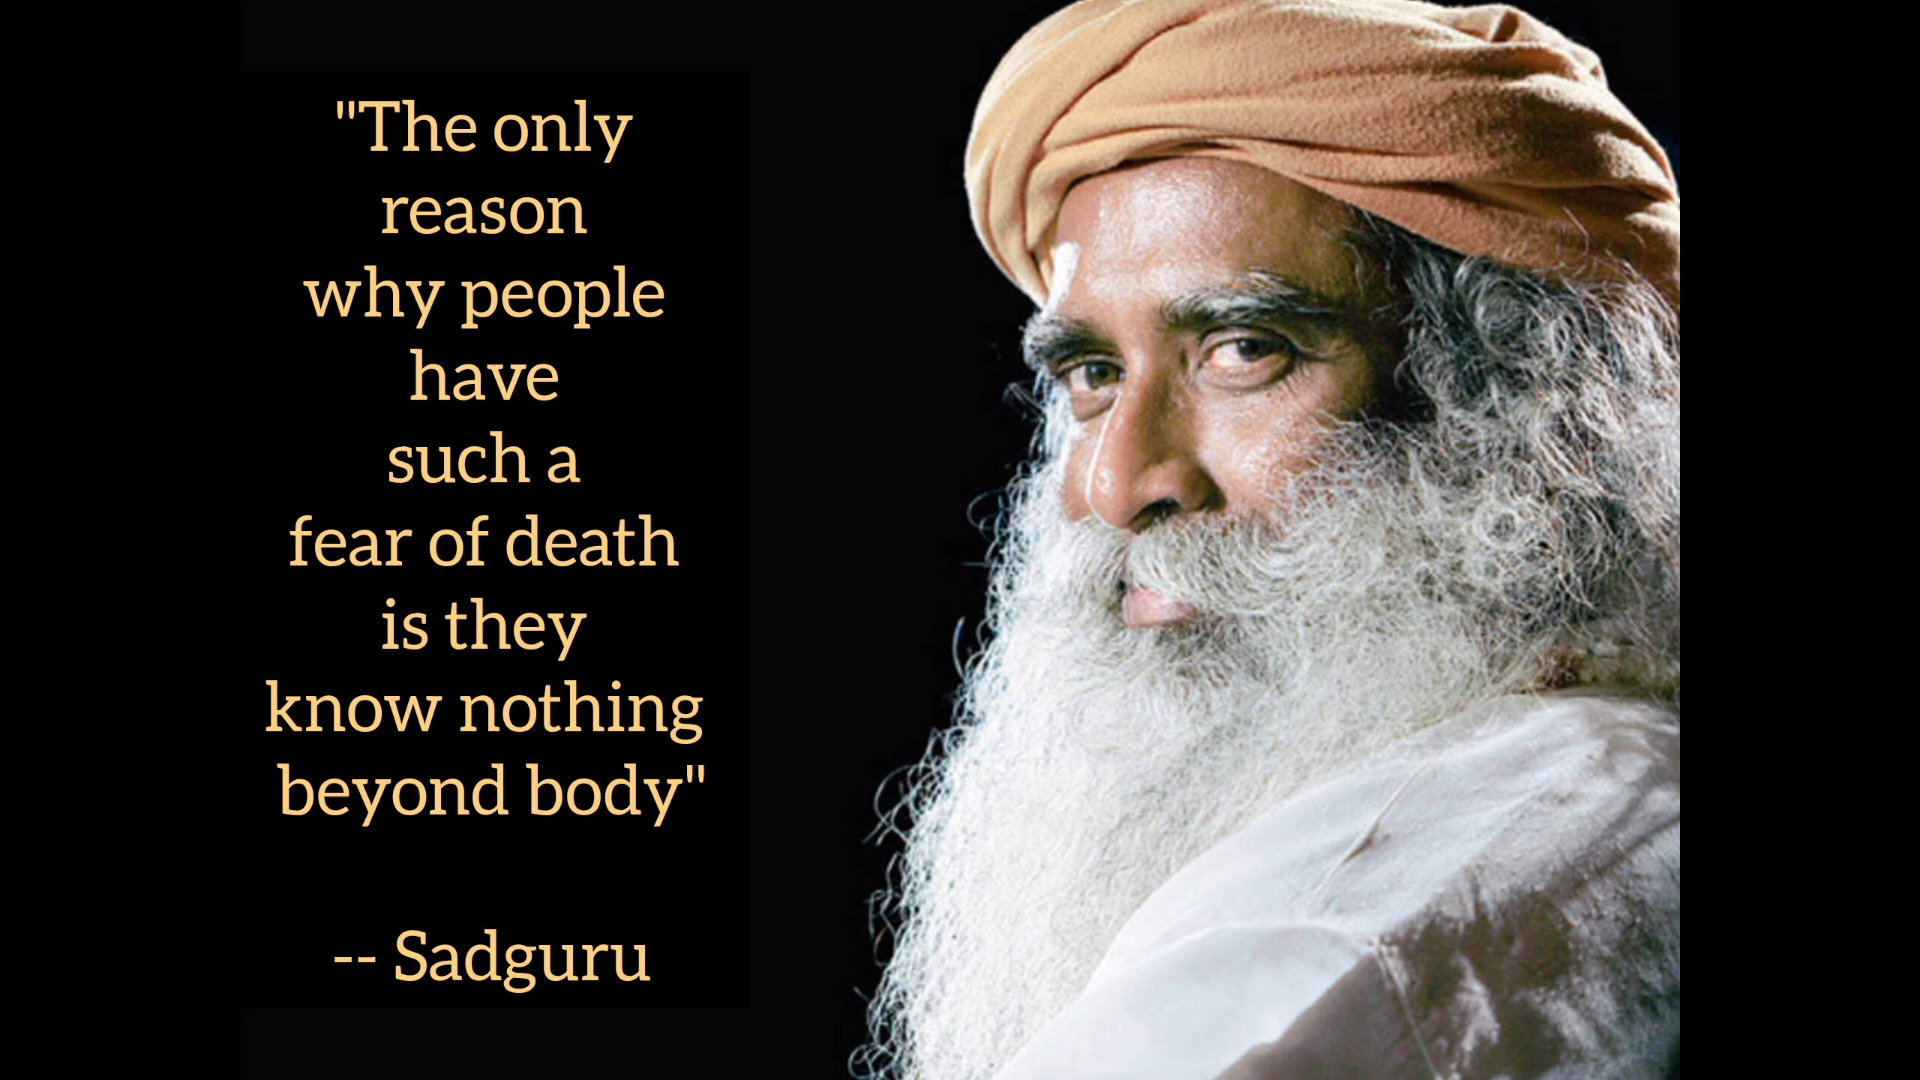 "The only
reason
why people
have
such a
fear of death
is they
know nothing
beyond body"
-- Sadguru